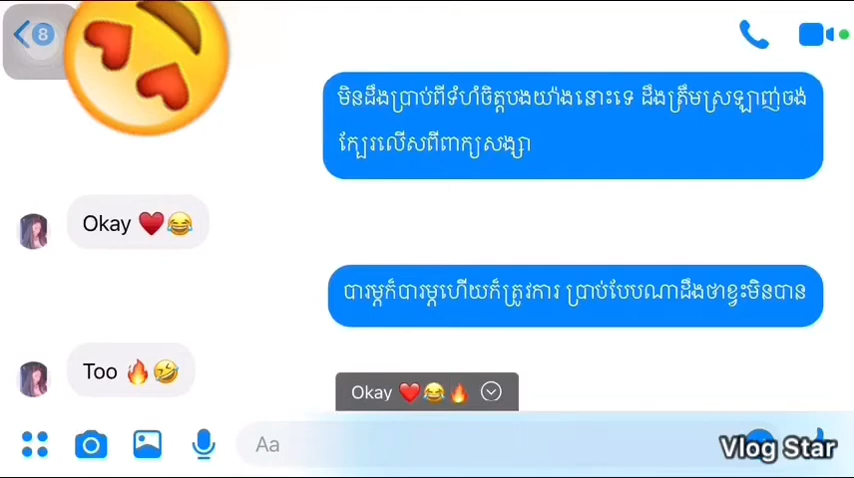 8
មិនដឹងប្រាប់ពីទំហំចិត្តបងយ៉ាងនោះទេ ដឹងត្រឹមស្រឡាញ់ចង់
ក្បែរលើសពីពាក្យសង្សា
Okay ♥️😂
បារម្ភក៏បារម្ភហើយក៏ត្រូវការ ប្រាប់បែបណាដឹងថាខ្វះមិនបាន
Too 🔥🤣
Okay ❤️😂🔥
Aa
Vlog Star